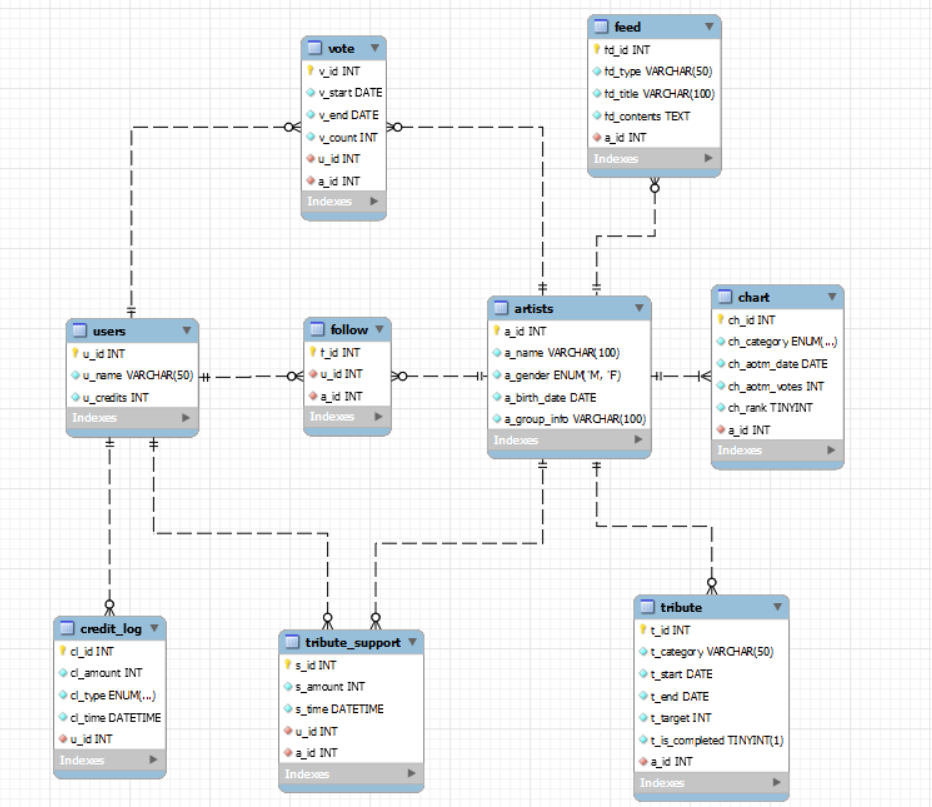 vote
v_id INT
v_start DATE
v_end DATE
v_count INT
u_id INT
a_id INT
Indexes
feed
fd_id INT
fd_type VARCHAR(50)
fd_title VARCHAR(100)
fd_contents TEXT
a_id INT
Indexes
users
u_id INT
u_name VARCHAR(50)
u_credits INT
Indexes
follow
f_id INT
u_id INT
a_id INT
Indexes
artists
a_id INT
a_name VARCHAR(100)
a_gender ENUM('M', 'F')
a_birth_date DATE
a_group_info VARCHAR(100)
Indexes
chart
ch_id INT
ch_category ENUM(...)
ch_aotm_date DATE
ch_aotm_votes INT
ch_rank TINYINT
a_id INT
Indexes
credit_log
cl_id INT
cl_amount INT
cl_type ENUM(...)
cl_time DATETIME
u_id INT
Indexes
tribute_support
s_id INT
s_amount INT
s_time DATETIME
u_id INT
a_id INT
Indexes
tribute
t_id INT
t_category VARCHAR(50)
t_start DATE
t_end DATE
t_target INT
t_is_completed TINYINT(1)
a_id INT
Indexes